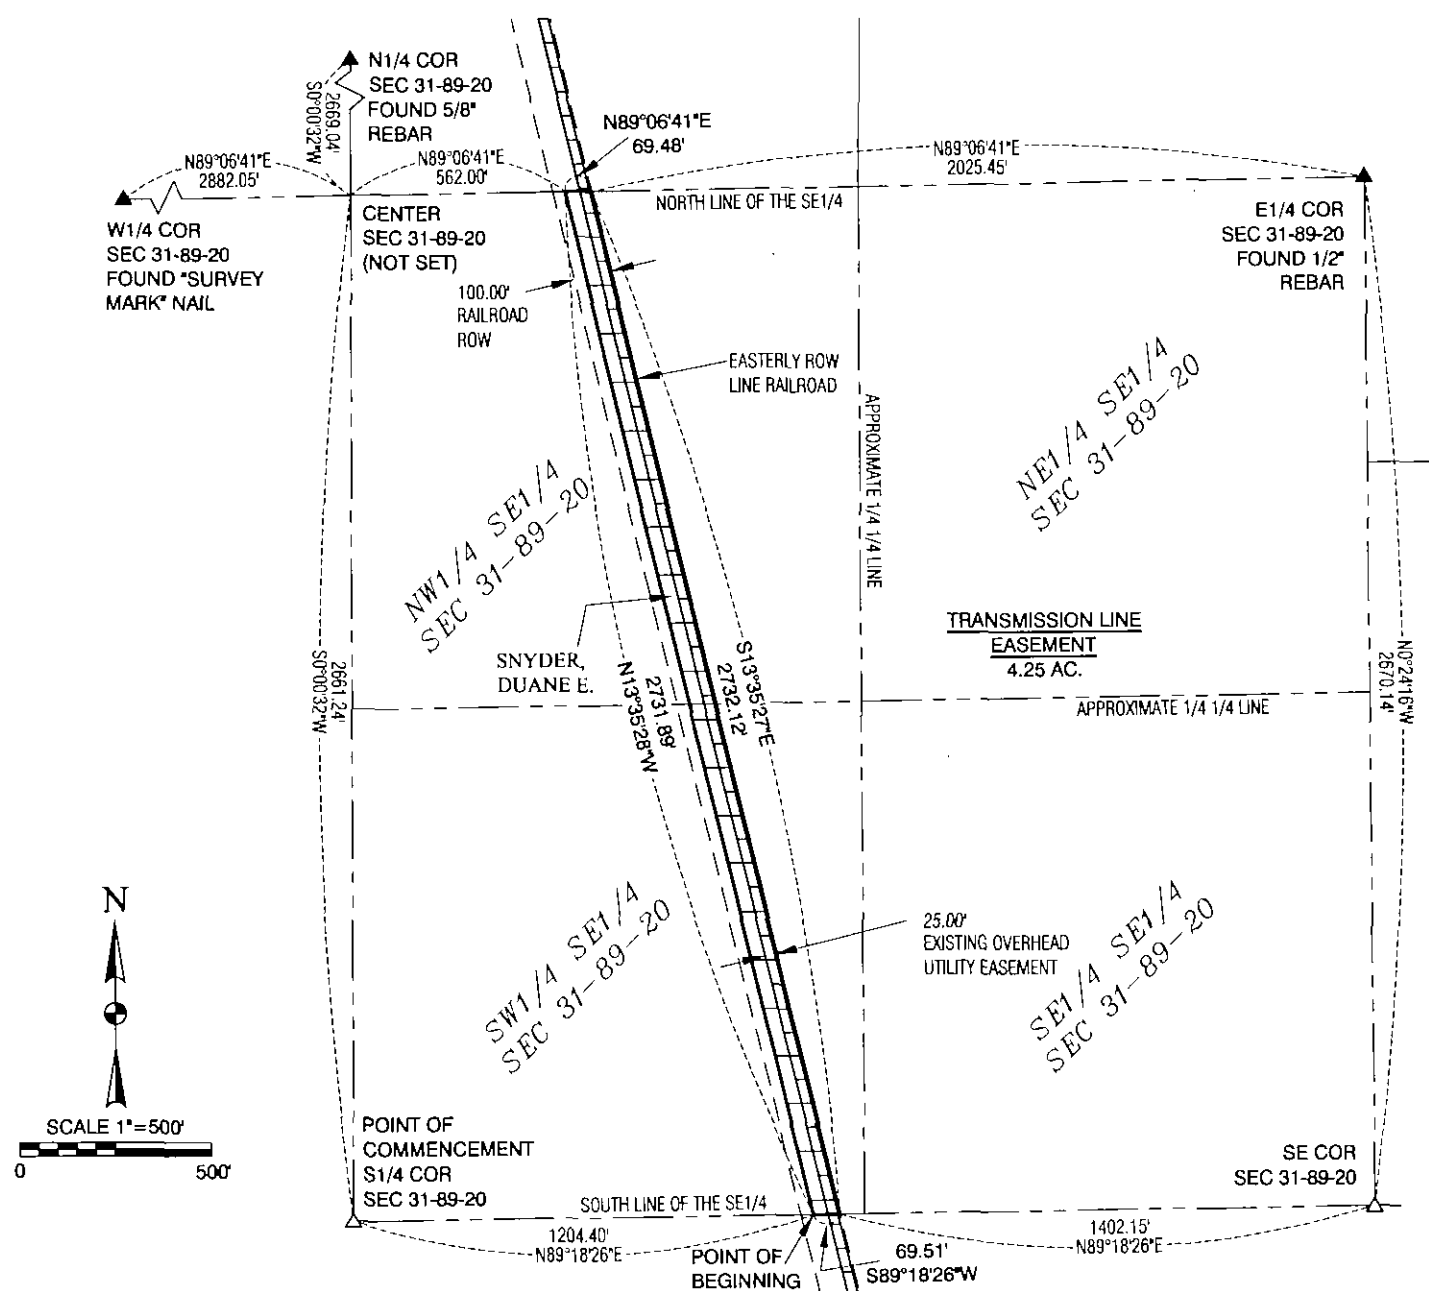 N1/4 COR
SEC 31-89-20
FOUND 5/8"
REBAR
2669.04'
S0°00'32"W
N89°06'41"E
69.48'
N89°06'41"E
2882.05'
N89°06'41"E
562.00'
N89°06'41"E
2025.45'
NORTH LINE OF THE SE1/4
W1/4 COR
SEC 31-89-20
FOUND "SURVEY
MARK" NAIL
CENTER
SEC 31-89-20
(NOT SET)
E1/4 COR
SEC 31-89-20
FOUND 1/2"
REBAR
100.00'
RAILROAD
ROW
EASTERLY ROW
LINE RAILROAD
APPROXIMATE 1/4 1/4 LINE
NE1/4 SE1/4
SEC 31-89-20
NW1/4 SE1/4
SEC 31-89-20
TRANSMISSION LINE
EASEMENT
4.25 AC.
SNYDER,
DUANE E.
2661.24'
S0°00'32"W
2731.89'
N13°35'28"W
S13°35'27"E
2732.12'
N0°24'16"W
2670.14'
APPROXIMATE 1/4 1/4 LINE
SW1/4 SE1/4
SEC 31-89-20
25.00'
EXISTING OVERHEAD
UTILITY EASEMENT
SE1/4 SE1/4
SEC 31-89-20
N
SCALE 1"=500'
0 500'
POINT OF
COMMENCEMENT
S1/4 COR
SEC 31-89-20
SOUTH LINE OF THE SE1/4
SE COR
SEC 31-89-20
1204.40'
N89°18'26"E
POINT OF
BEGINNING
69.51'
S89°18'26"W
1402.15'
N89°18'26"E